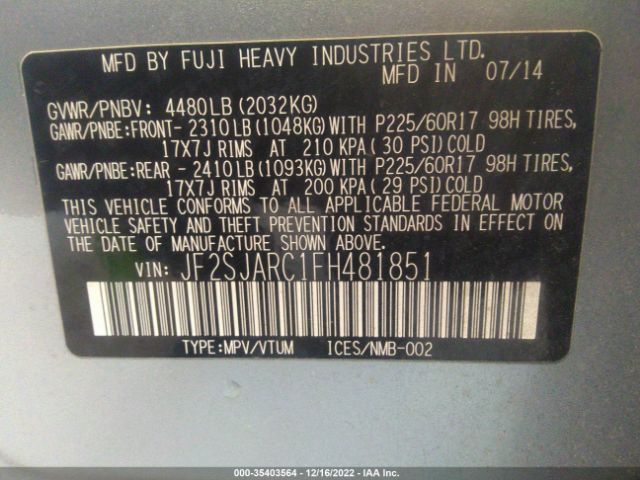 MFD BY FUJI HEAVY INDUSTRIES LTD.
MFD IN 07/14
GVWR/PNBV: 4480LB(2032KG)
GAWR/PNBE:FRONT- 2310LB(1048KG)WITH P225/60R17 98H TIRES,
17X7J RIMS AT 210 KPA( 30 PSI)COLD
GAWR/PNBE:REAR - 2410LB(1093KG)WITH P225/60R17 98H TIRES,
17X7J RIMS AT 200 KPA( 29 PSI)COLD
THIS VEHICLE CONFORMS TO ALL APPLICABLE FEDERAL MOTOR
VEHICLE SAFETY AND THEFT PREVENTION STANDARDS IN EFFECT ON
THE DATE OF MANUFACTURE SHOWN ABOVE.
VIN: JF2SJARC1FH481851
TYPE:MPV/VTUM ICES/NMB-002
000-35403564 - 12/16/2022 - IAA Inc.